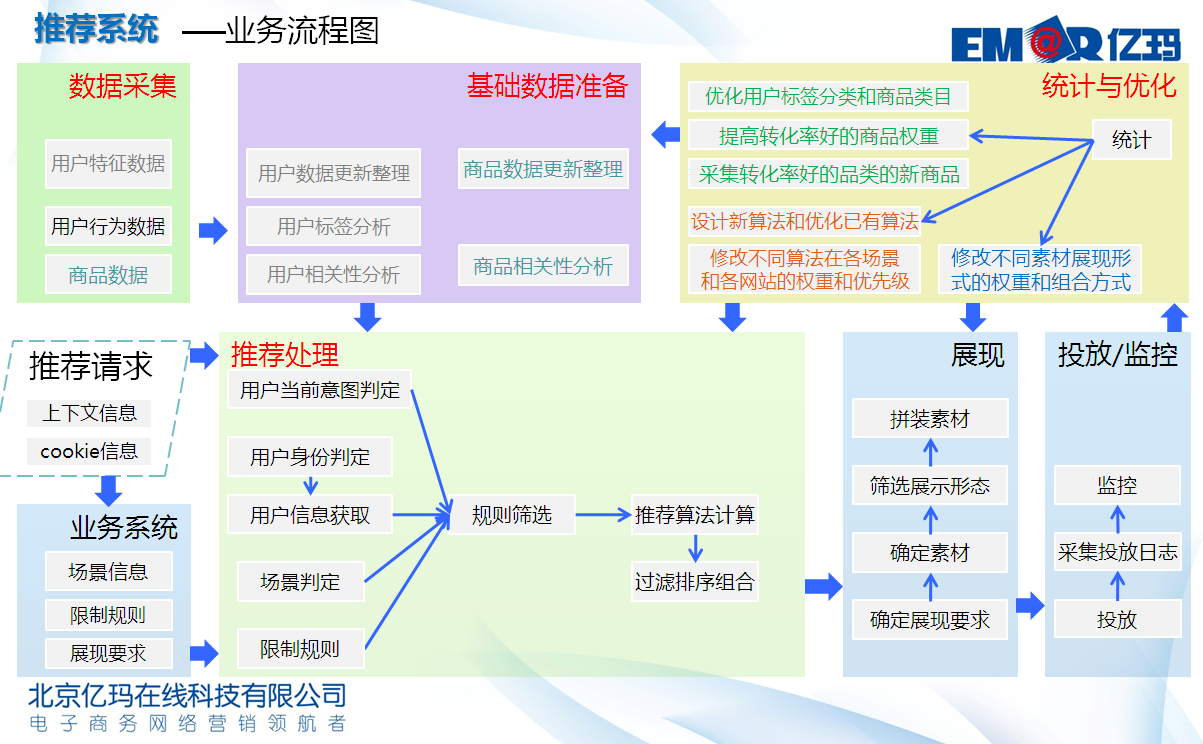 推荐系统 ——业务流程图
EM@R亿玛
数据采集
用户特征数据
用户行为数据
商品数据
基础数据准备
用户数据更新整理
商品数据更新整理
用户标签分析
用户相关性分析
商品相关性分析
统计与优化
优化用户标签分类和商品类目
提高转化率好的商品权重
采集转化率好的品类的新商品
统计
设计新算法和优化已有算法
修改不同算法在各场景
和各网站的权重和优先级
修改不同素材展现形
式的权重和组合方式
推荐请求
上下文信息
cookie信息
业务系统
场景信息
限制规则
展现要求
推荐处理
用户当前意图判定
用户身份判定
用户信息获取
场景判定
限制规则
规则筛选
推荐算法计算
过滤排序组合
展现
拼装素材
筛选展示形态
确定素材
确定展现要求
投放/监控
监控
采集投放日志
投放
北京亿玛在线科技有限公司
电子商务网络营销领航者